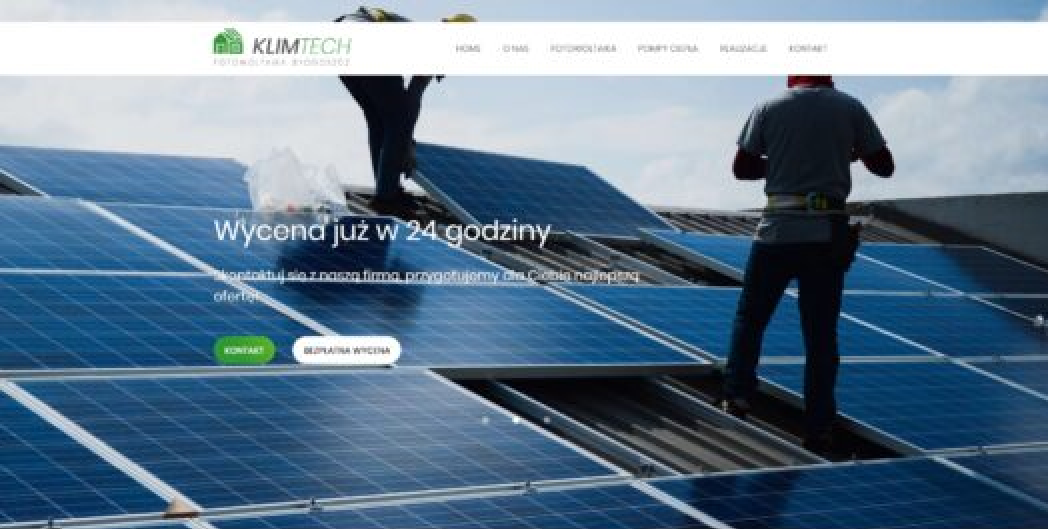 KLIMTECH
FOTOWOLTAIKA BYDGOSZCZ
HOME O NAS FOTOWOLTAIKA POMPY CIEPŁA REALIZACJE KONTAKT
Wycena już w 24 godziny
Skontaktuj się z naszą firmą, przygotujemy dla Ciebie najlepszą
ofertę!
KONTAKT BEZPŁATNA WYCENA